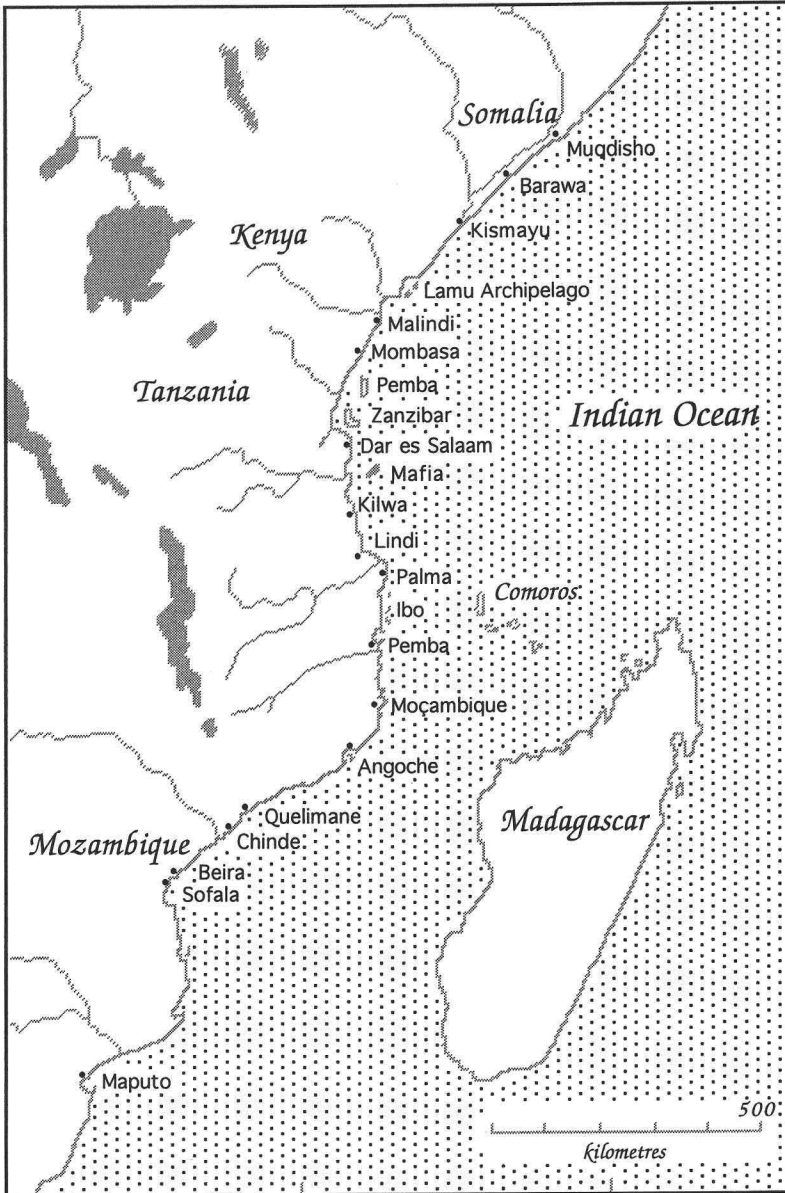 Somalia
Muqdisho
Barawa
Kismayu
Kenya
Lamu Archipelago
Malindi
Mombasa
Tanzania
Pemba
Zanzibar
Indian Ocean
Dar es Salaam
Mafia
Kilwa
Lindi
Palma
Comoros
Ibo
Pemba
Moçambique
Angoche
Quelimane
Madagascar
Chinde
Mozambique
Beira
Sofala
Maputo
500
kilometres